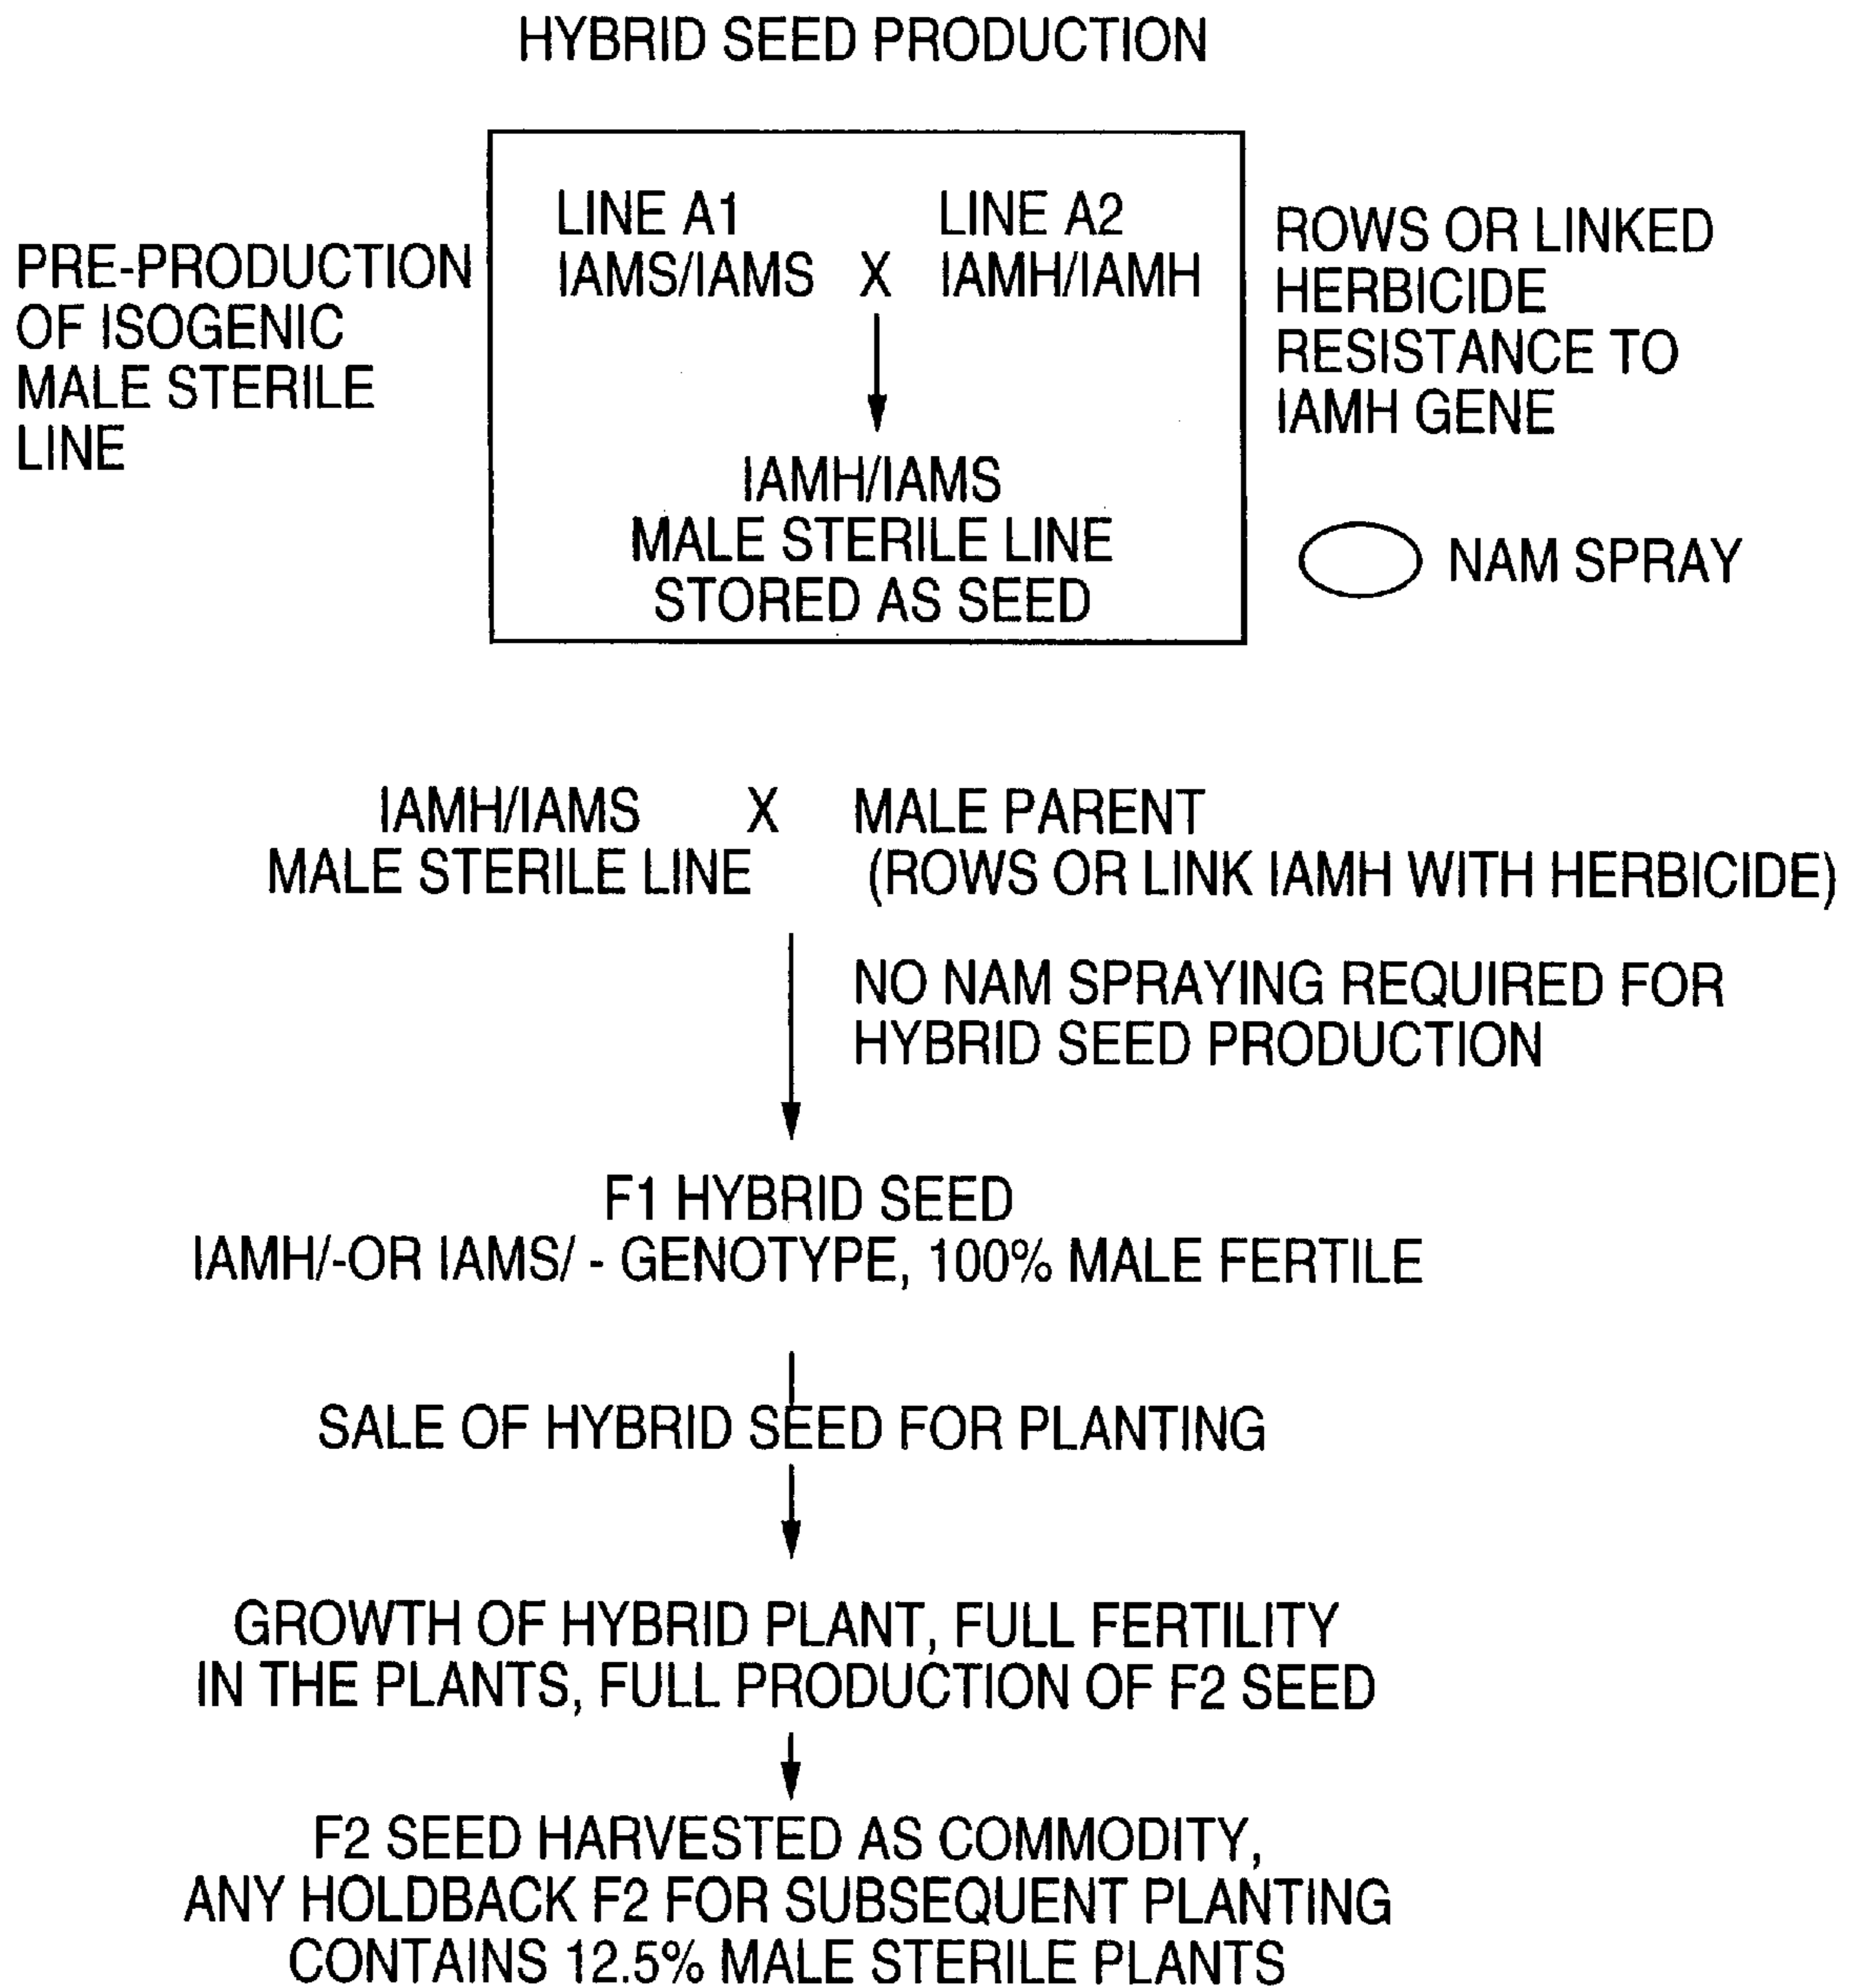 HYBRID SEED PRODUCTION
PRE-PRODUCTION
OF ISOGENIC
MALE STERILE
LINE
LINE A1
IAMS/IAMS
X
LINE A2
IAMH/IAMH
IAMH/IAMS
MALE STERILE LINE
STORED AS SEED
ROWS OR LINKED
HERBICIDE
RESISTANCE TO
IAMH GENE
NAM SPRAY
IAMH/IAMS
MALE STERILE LINE
X
MALE PARENT
(ROWS OR LINK IAMH WITH HERBICIDE)
NO NAM SPRAYING REQUIRED FOR
HYBRID SEED PRODUCTION
F1 HYBRID SEED
IAMH/-OR IAMS/ - GENOTYPE, 100% MALE FERTILE
SALE OF HYBRID SEED FOR PLANTING
GROWTH OF HYBRID PLANT, FULL FERTILITY
IN THE PLANTS, FULL PRODUCTION OF F2 SEED
F2 SEED HARVESTED AS COMMODITY,
ANY HOLDBACK F2 FOR SUBSEQUENT PLANTING
CONTAINS 12.5% MALE STERILE PLANTS